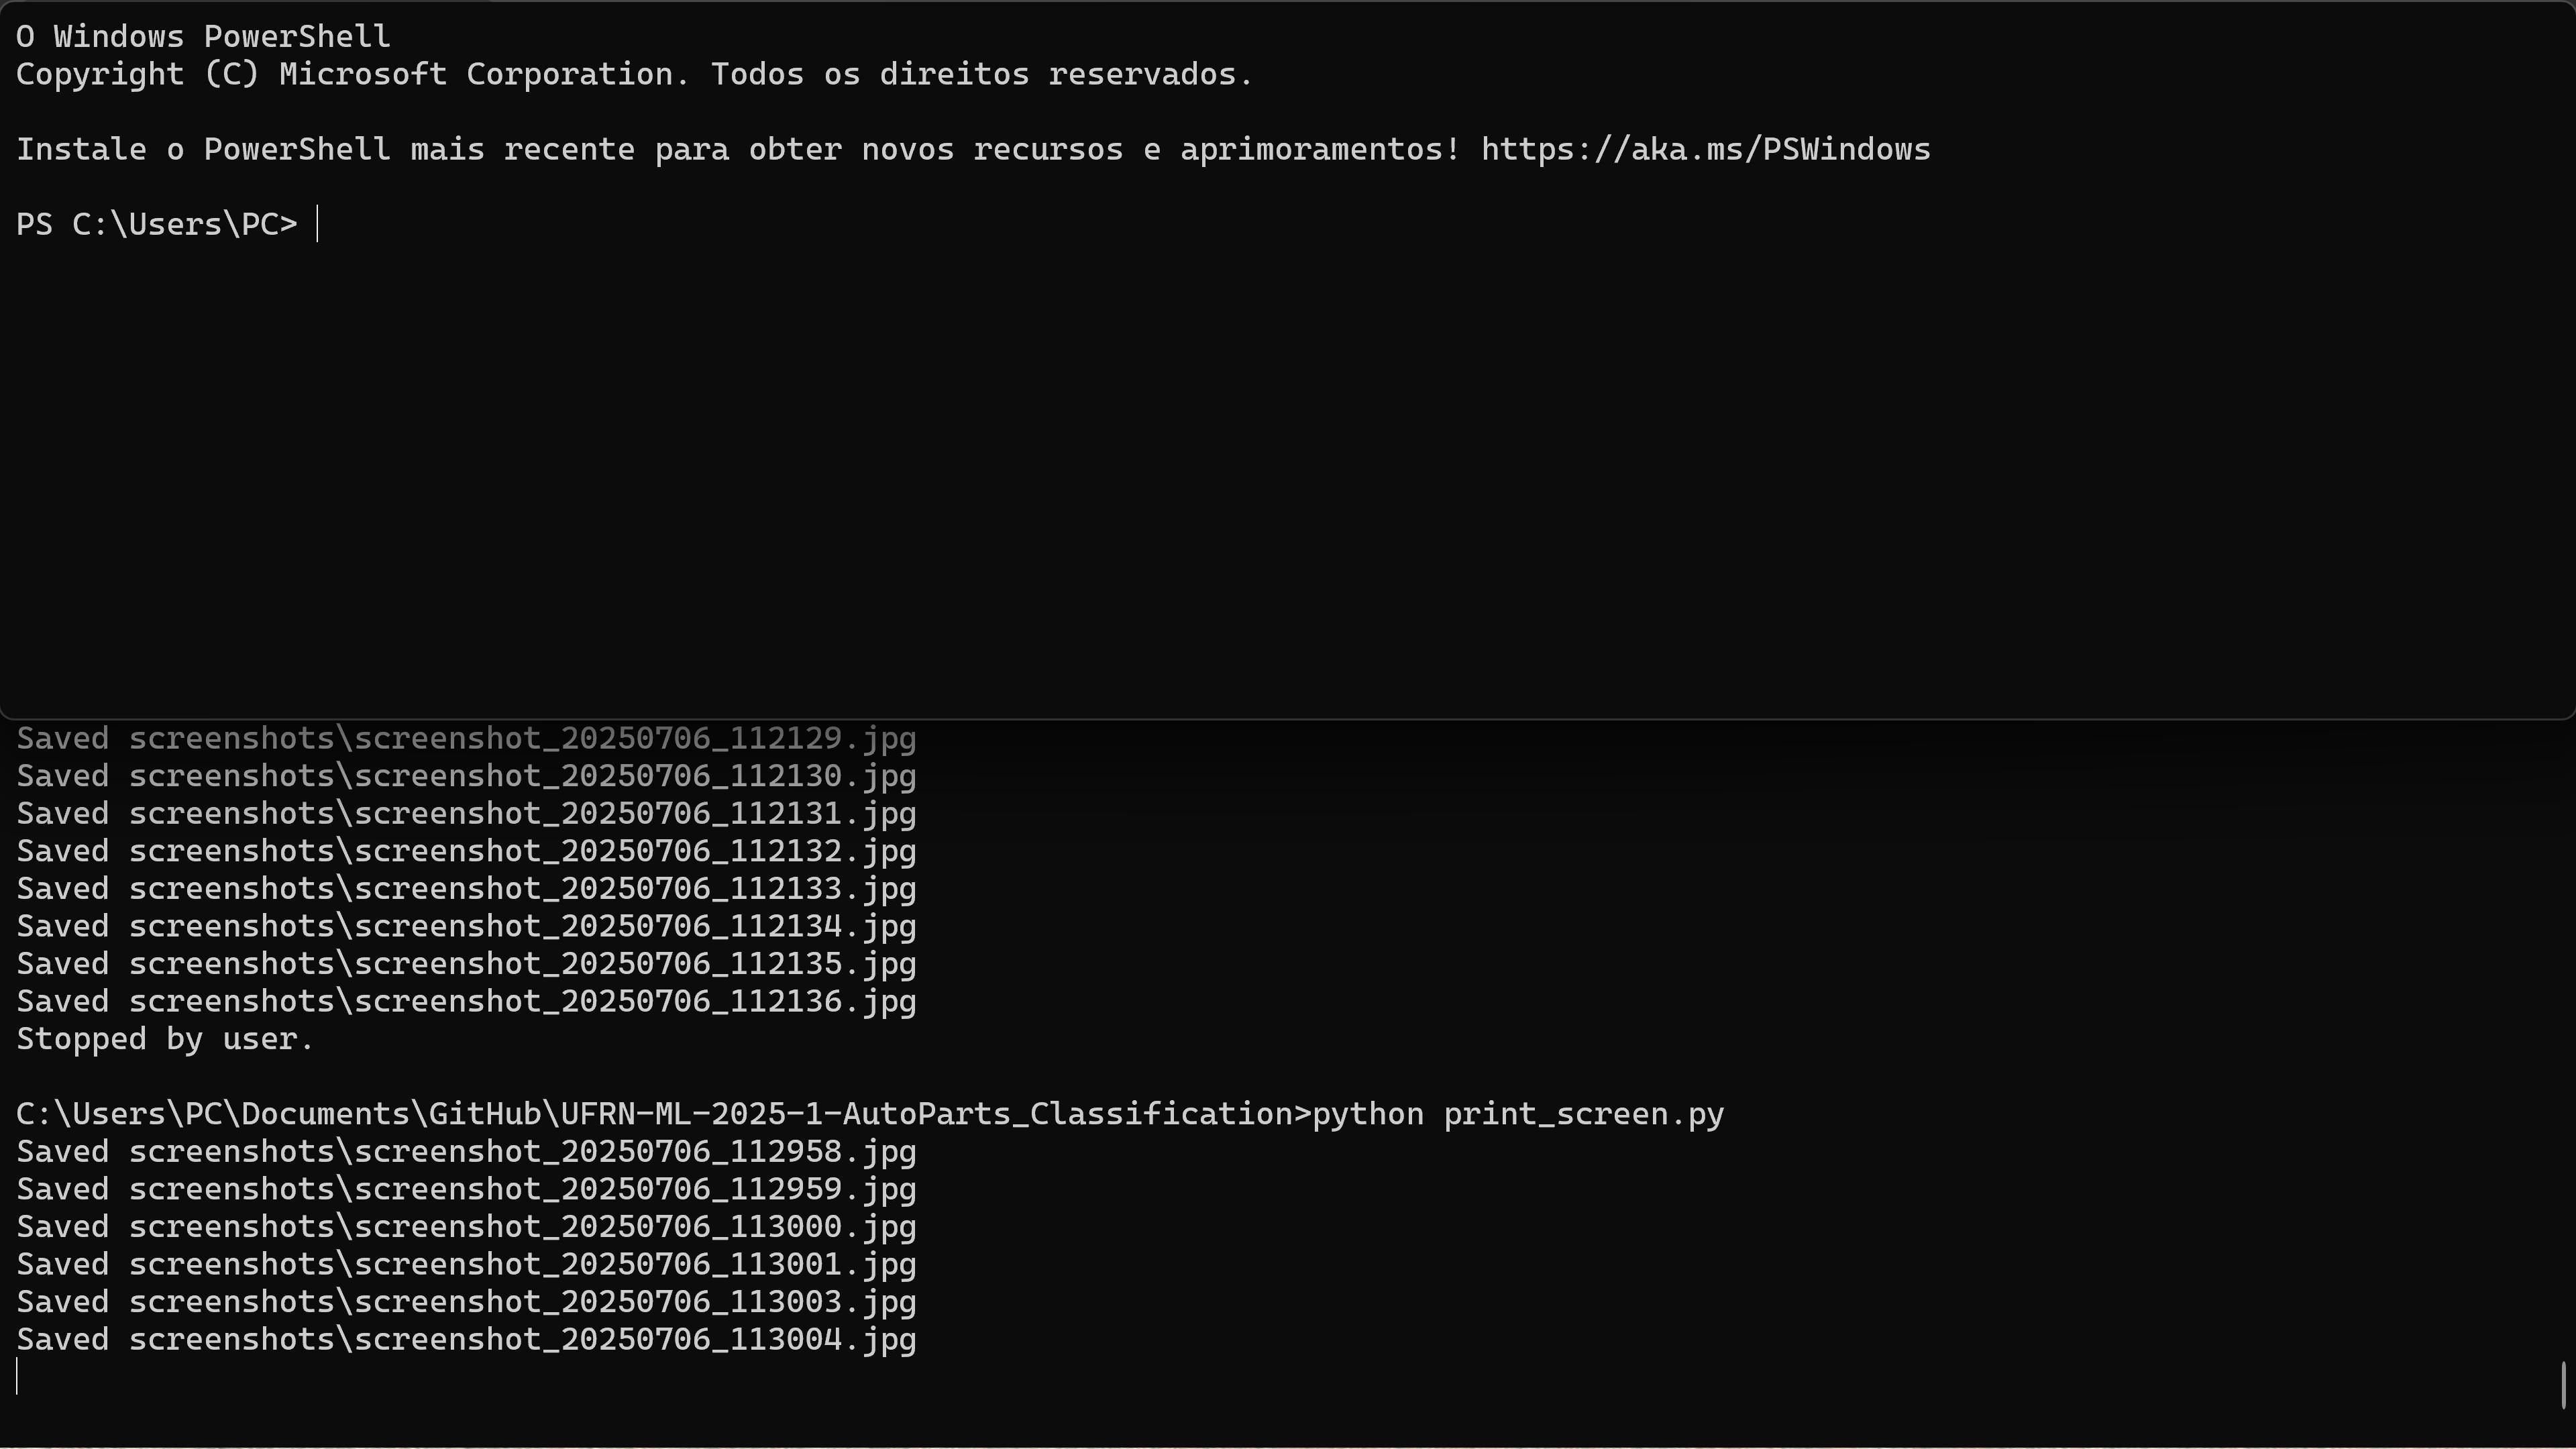 O Windows PowerShell
Copyright (C) Microsoft Corporation. Todos os direitos reservados.
Instale o PowerShell mais recente para obter novos recursos e aprimoramentos! https://aka.ms/PSWindows
PS C:\Users\PC>
Saved screenshots\screenshot_20250706_112129.jpg
Saved screenshots\screenshot_20250706_112130.jpg
Saved screenshots\screenshot_20250706_112131.jpg
Saved screenshots\screenshot_20250706_112132.jpg
Saved screenshots\screenshot_20250706_112133.jpg
Saved screenshots\screenshot_20250706_112134.jpg
Saved screenshots\screenshot_20250706_112135.jpg
Saved screenshots\screenshot_20250706_112136.jpg
Stopped by user.
C:\Users\PC\Documents\GitHub\UFRN-ML-2025-1-AutoParts_Classification>python print_screen.py
Saved screenshots\screenshot_20250706_112958.jpg
Saved screenshots\screenshot_20250706_112959.jpg
Saved screenshots\screenshot_20250706_113000.jpg
Saved screenshots\screenshot_20250706_113001.jpg
Saved screenshots\screenshot_20250706_113003.jpg
Saved screenshots\screenshot_20250706_113004.jpg